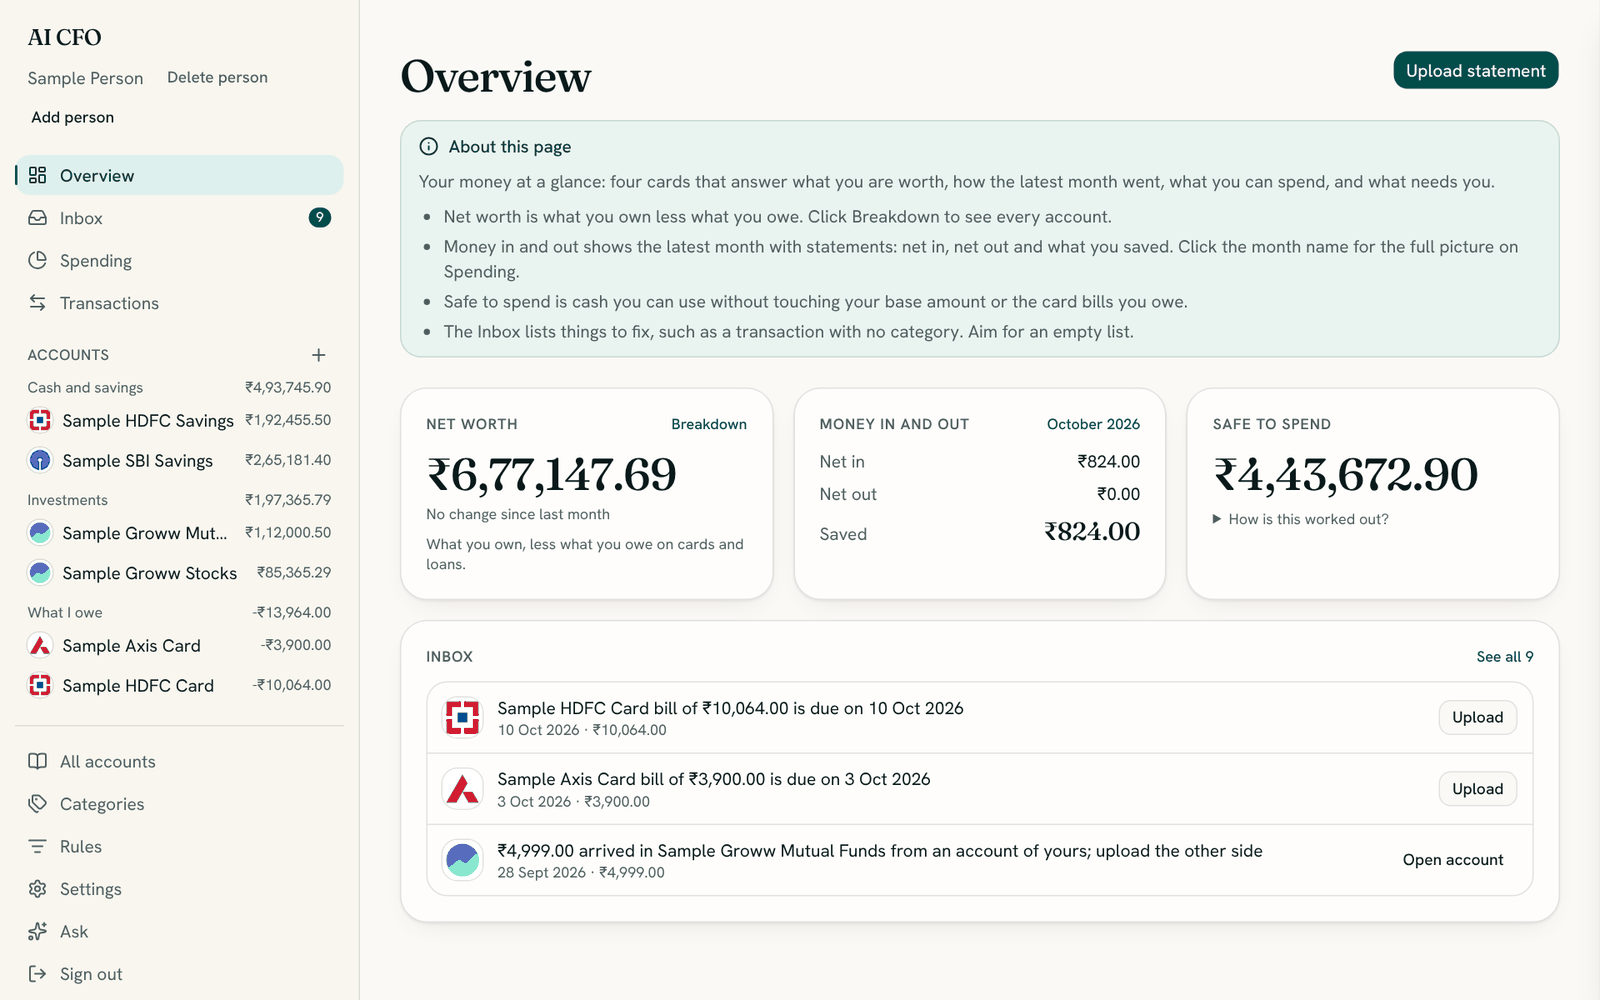 AI CFO
Sample Person Delete person
Add person
Overview
Inbox 9
Spending
Transactions
ACCOUNTS
Cash and savings ₹4,93,745.90
Sample HDFC Savings ₹1,92,455.50
Sample SBI Savings ₹2,65,181.40
Investments ₹1,97,365.79
Sample Groww Mut... ₹1,12,000.50
Sample Groww Stocks ₹85,365.29
What I owe -₹13,964.00
Sample Axis Card -₹3,900.00
Sample HDFC Card -₹10,064.00
All accounts
Categories
Rules
Settings
Ask
Sign out
Overview
Upload statement
About this page
Your money at a glance: four cards that answer what you are worth, how the latest month went, what you can spend, and what needs you.
• Net worth is what you own less what you owe. Click Breakdown to see every account.
• Money in and out shows the latest month with statements: net in, net out and what you saved. Click the month name for the full picture on
Spending.
• Safe to spend is cash you can use without touching your base amount or the card bills you owe.
• The Inbox lists things to fix, such as a transaction with no category. Aim for an empty list.
NET WORTH Breakdown
₹6,77,147.69
No change since last month
What you own, less what you owe on cards and
loans.
MONEY IN AND OUT October 2026
Net in ₹824.00
Net out ₹0.00
Saved ₹824.00
SAFE TO SPEND
₹4,43,672.90
How is this worked out?
INBOX See all 9
Sample HDFC Card bill of ₹10,064.00 is due on 10 Oct 2026
10 Oct 2026 · ₹10,064.00
Upload
Sample Axis Card bill of ₹3,900.00 is due on 3 Oct 2026
3 Oct 2026 · ₹3,900.00
Upload
₹4,999.00 arrived in Sample Groww Mutual Funds from an account of yours; upload the other side
28 Sept 2026 · ₹4,999.00
Open account